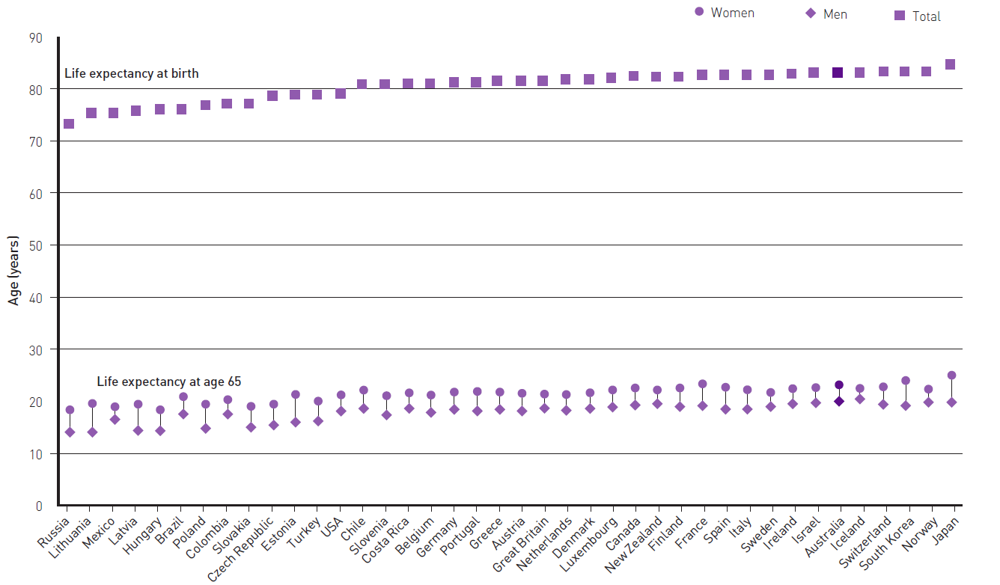 Women
Men
Total
90
Life expectancy at birth
80
70
60
50
Age (years)
40
30
Life expectancy at age 65
20
10
0
Russia
Lithuania
Mexico
Latvia
Hungary
Brazil
Poland
Colombia
Slovakia
Czech Republic
Estonia
Turkey
USA
Chile
Slovenia
Costa Rica
Belgium
Germany
Portugal
Greece
Austria
Great Britain
Netherlands
Denmark
Luxembourg
Canada
New Zealand
Finland
France
Spain
Italy
Sweden
Ireland
Israel
Australia
Iceland
Switzerland
South Korea
Norway
Japan